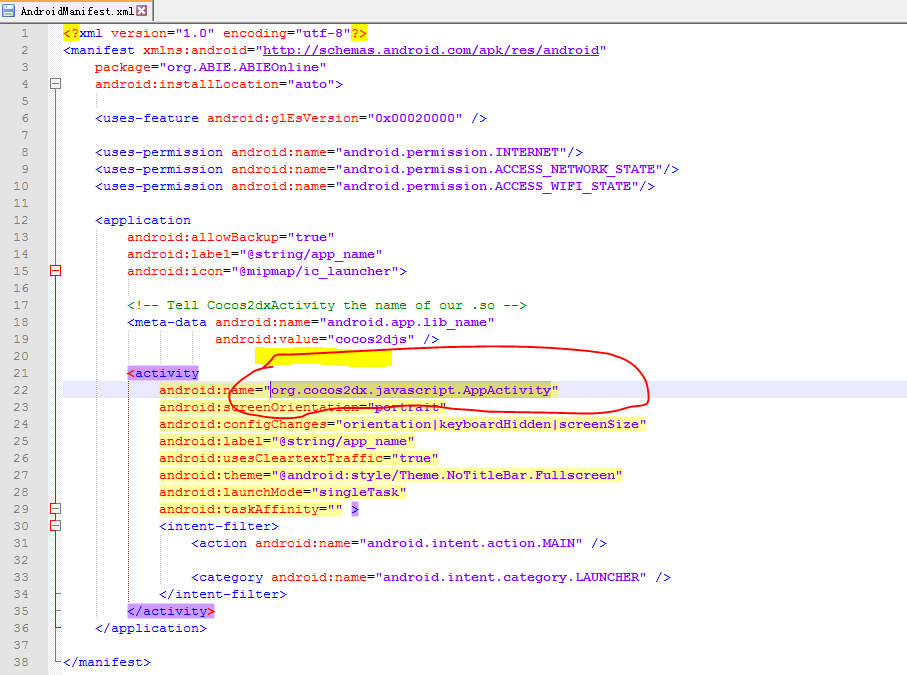 AndroidManifest.xml
1 <?xml version="1.0" encoding="utf-8"?>
2 <manifest xmlns:android="http://schemas.android.com/apk/res/android"
3 package="org.ABIE.ABIEOnline"
4 android:installLocation="auto">
5
6 <uses-feature android:glEsVersion="0x00020000" />
7
8 <uses-permission android:name="android.permission.INTERNET"/>
9 <uses-permission android:name="android.permission.ACCESS_NETWORK_STATE"/>
10 <uses-permission android:name="android.permission.ACCESS_WIFI_STATE"/>
11
12 <application
13 android:allowBackup="true"
14 android:label="@string/app_name"
15 android:icon="@mipmap/ic_launcher">
16
17 <!-- Tell Cocos2dxActivity the name of our .so -->
18 <meta-data android:name="android.app.lib_name"
19 android:value="cocos2djs" />
20
21 <activity
22 android:name="org.cocos2dx.javascript.AppActivity"
23 android:screenOrientation="portrait"
24 android:configChanges="orientation|keyboardHidden|screenSize"
25 android:label="@string/app_name"
26 android:usesCleartextTraffic="true"
27 android:theme="@android:style/Theme.NoTitleBar.Fullscreen"
28 android:launchMode="singleTask"
29 android:taskAffinity="" >
30 <intent-filter>
31 <action android:name="android.intent.action.MAIN" />
32
33 <category android:name="android.intent.category.LAUNCHER" />
34 </intent-filter>
35 </activity>
36 </application>
37
38 </manifest>